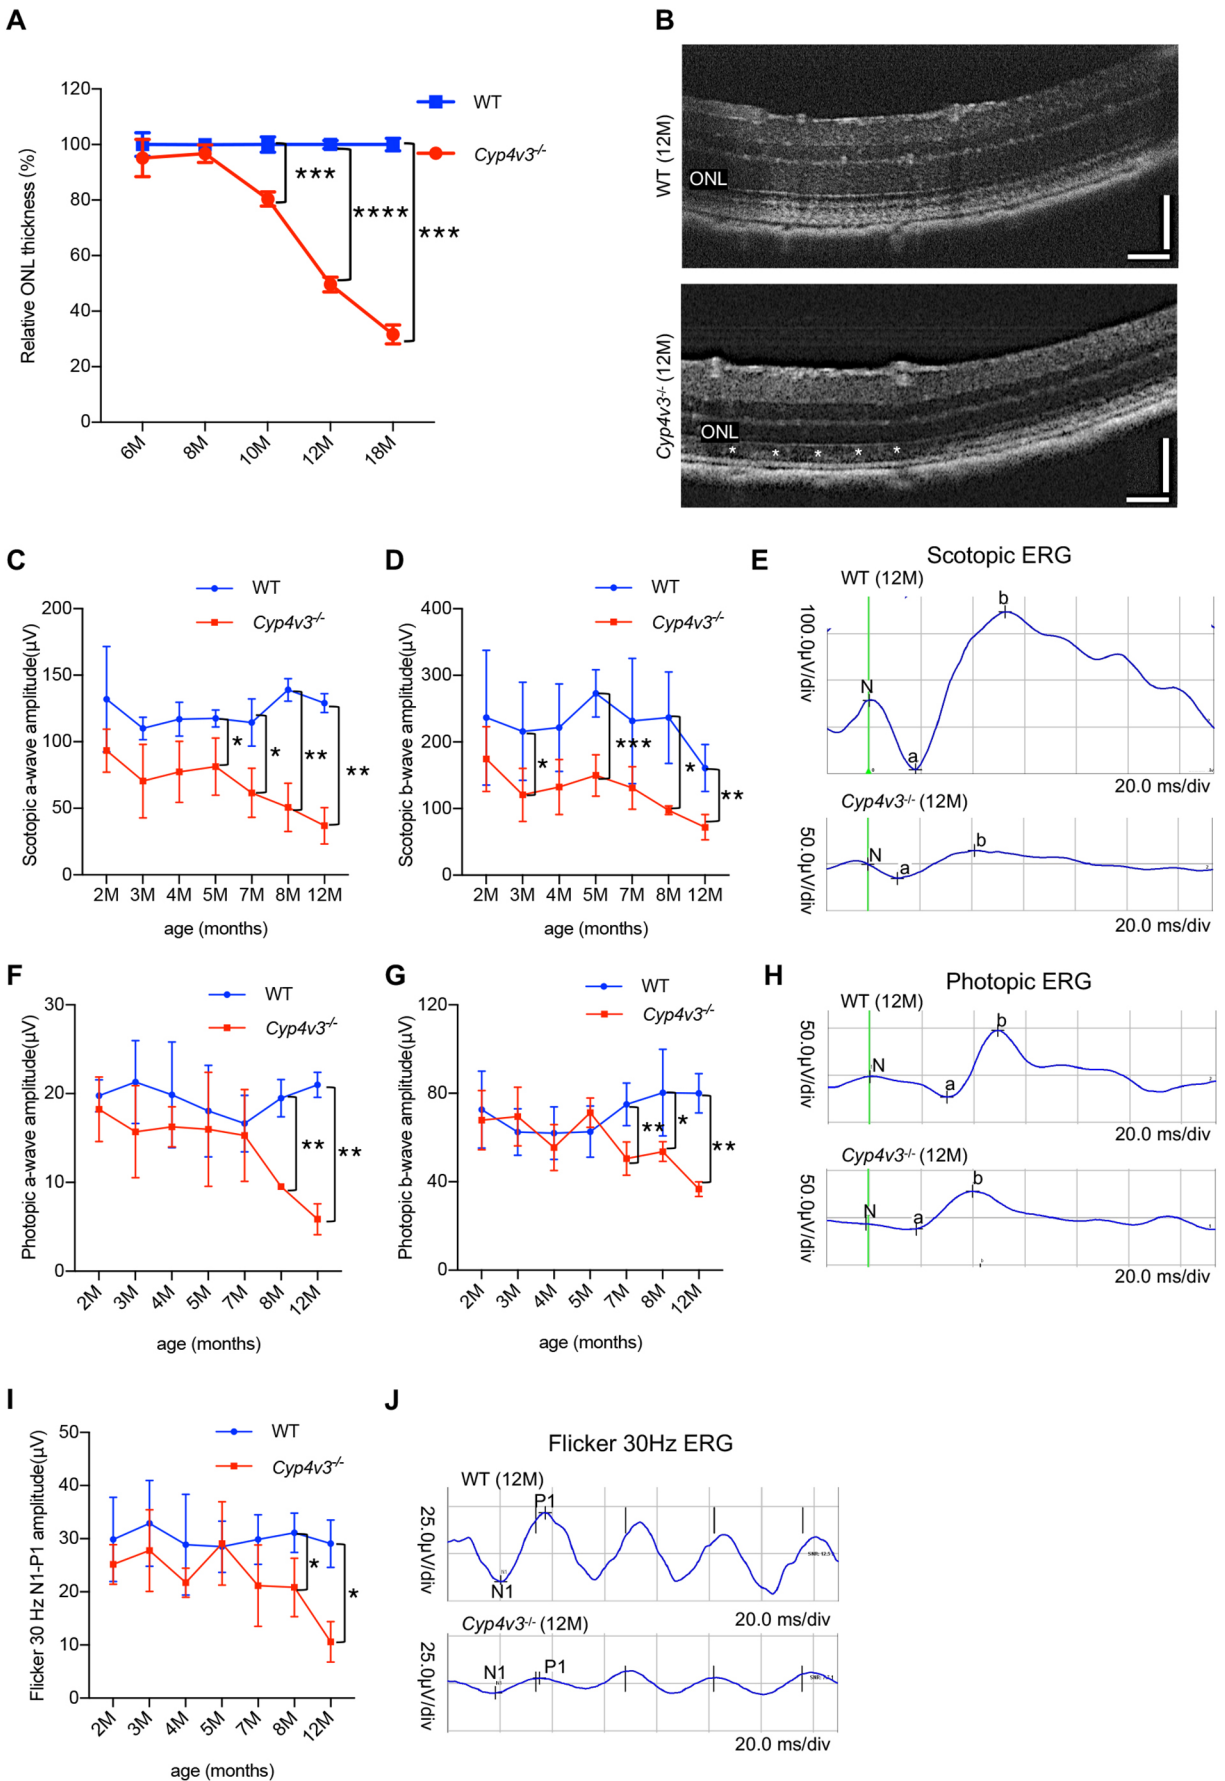 A
120
100
80
60
40
20
0
Relative ONL thickness (%)
WT
Cyp4v3-/-
***
****
***
6M 8M 10M 12M 18M
B
WT (12M)
ONL
Cyp4v3-/- (12M)
ONL
* * * * *
C
WT
Cyp4v3-/-
200
150
100
50
0
Scotopic a-wave amplitude(µV)
* * ** **
2M 3M 4M 5M 7M 8M 12M
age (months)
D
WT
Cyp4v3-/-
400
300
200
100
0
Scotopic b-wave amplitude(µV)
* *** * **
2M 3M 4M 5M 7M 8M 12M
age (months)
E
Scotopic ERG
WT (12M)
100.0µV/div
N
a
b
20.0 ms/div
Cyp4v3-/- (12M)
50.0µV/div
N
a
b
20.0 ms/div
F
WT
Cyp4v3-/-
30
20
10
0
Photopic a-wave amplitude(µV)
** **
2M 3M 4M 5M 7M 8M 12M
age (months)
G
WT
Cyp4v3-/-
120
80
40
0
Photopic b-wave amplitude(µV)
** * **
2M 3M 4M 5M 7M 8M 12M
age (months)
H
Photopic ERG
WT (12M)
50.0µV/div
N
a
b
20.0 ms/div
Cyp4v3-/- (12M)
50.0µV/div
N
a
b
20.0 ms/div
I
WT
Cyp4v3-/-
50
40
30
20
10
0
Flicker 30 Hz N1-P1 amplitude(µV)
* *
2M 3M 4M 5M 7M 8M 12M
age (months)
J
Flicker 30Hz ERG
WT (12M)
25.0µV/div
N1
P1
20.0 ms/div
Cyp4v3-/- (12M)
25.0µV/div
N1
P1
20.0 ms/div